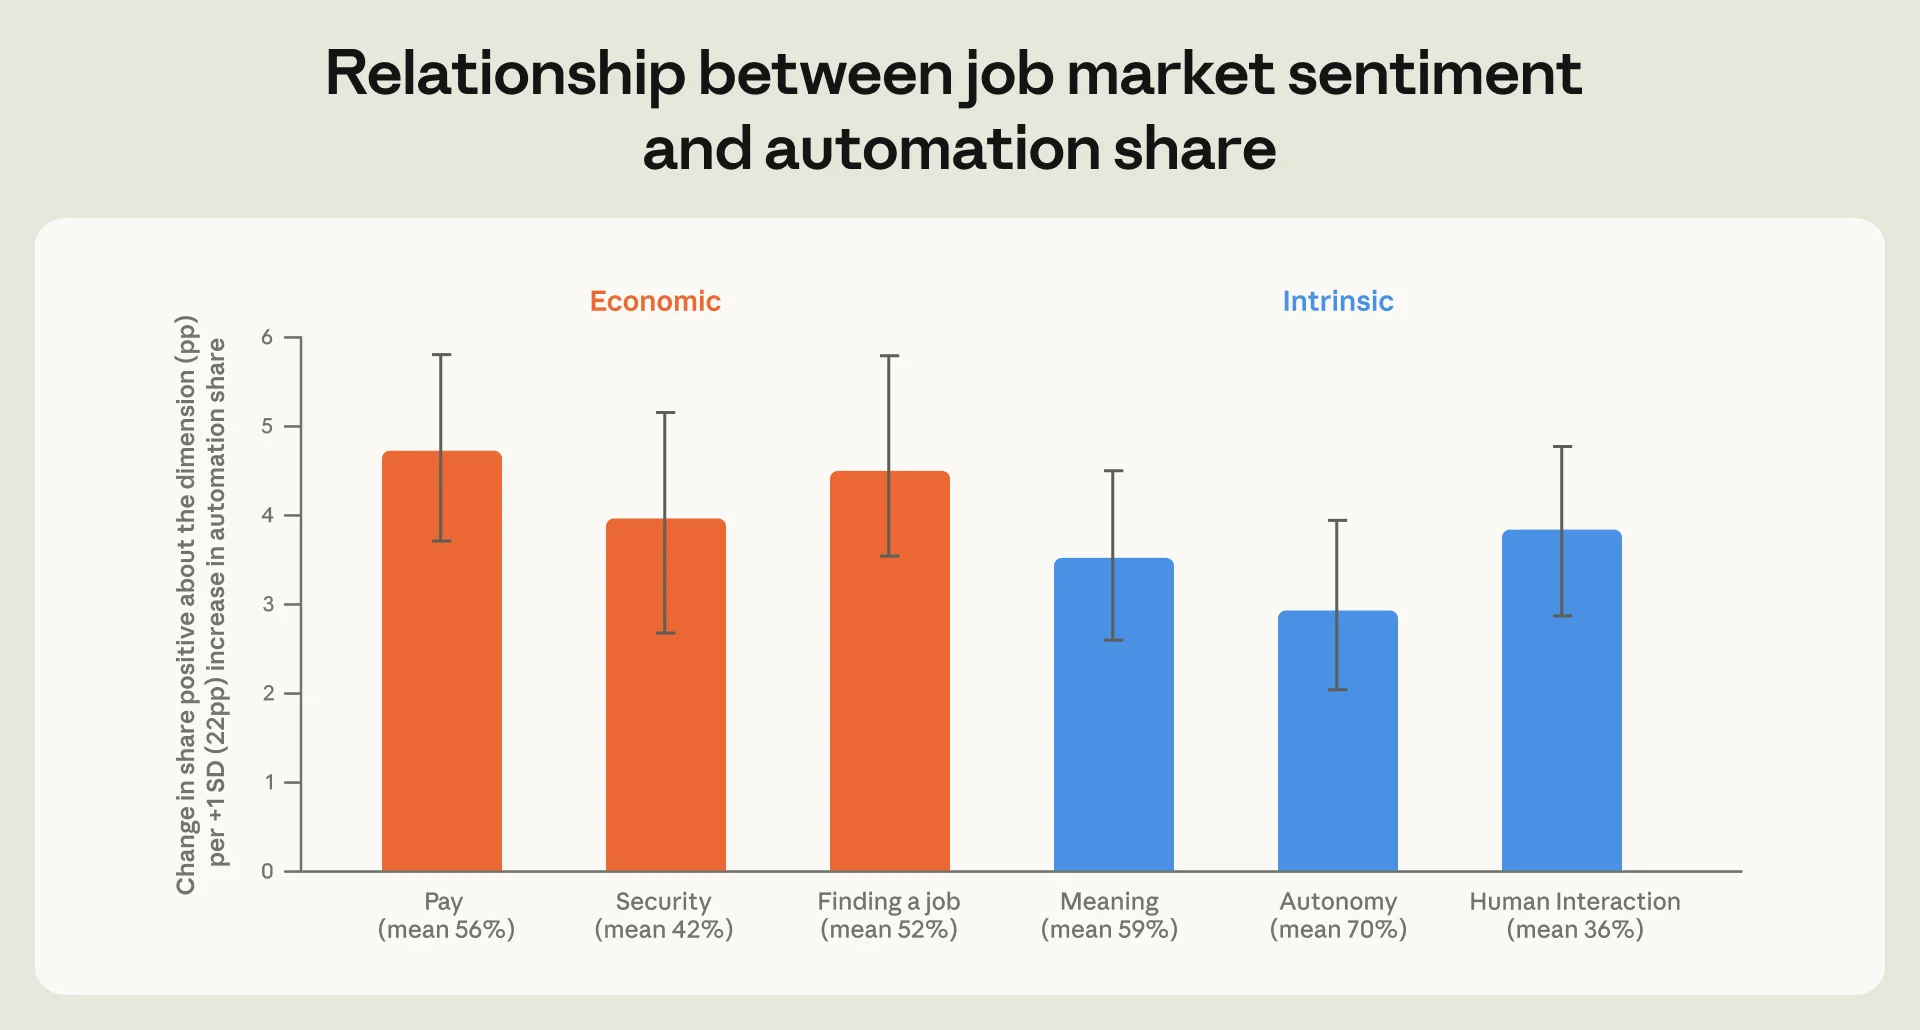 Relationship between job market sentiment
and automation share
Economic
Intrinsic
Change in share positive about the dimension (pp)
per +1 SD (22pp) increase in automation share
6
5
4
3
2
1
0
Pay
(mean 56%)
Security
(mean 42%)
Finding a job
(mean 52%)
Meaning
(mean 59%)
Autonomy
(mean 70%)
Human Interaction
(mean 36%)